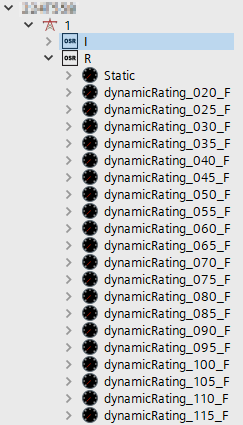 1
OSR I
OSR R
Static
dynamicRating_020_F
dynamicRating_025_F
dynamicRating_030_F
dynamicRating_035_F
dynamicRating_040_F
dynamicRating_045_F
dynamicRating_050_F
dynamicRating_055_F
dynamicRating_060_F
dynamicRating_065_F
dynamicRating_070_F
dynamicRating_075_F
dynamicRating_080_F
dynamicRating_085_F
dynamicRating_090_F
dynamicRating_095_F
dynamicRating_100_F
dynamicRating_105_F
dynamicRating_110_F
dynamicRating_115_F